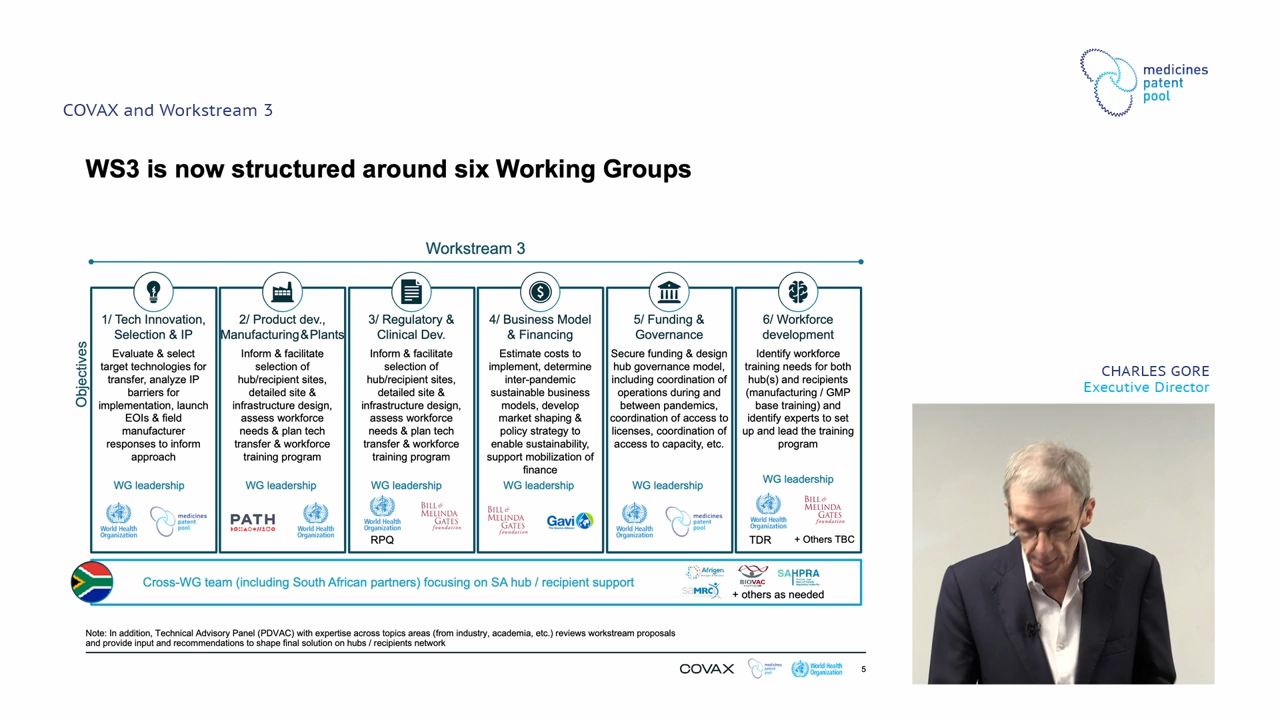 COVAX and Workstream 3
medicines
patent
pool
WS3 is now structured around six Working Groups
Workstream 3
Objectives
1/ Tech Innovation,
Selection & IP
Evaluate & select
target technologies for
transfer, analyze IP
barriers for
implementation, launch
EOIs & field
manufacturer
responses to inform
approach
WG leadership
World Health
Organization
medicines
patent
pool
2/ Product dev.,
Manufacturing & Plants
Inform & facilitate
selection of
hub/recipient sites,
detailed site &
infrastructure design,
assess workforce
needs & plan tech
transfer & workforce
training program
WG leadership
PATH
World Health
Organization
3/ Regulatory &
Clinical Dev.
Inform & facilitate
selection of
hub/recipient sites,
detailed site &
infrastructure design,
assess workforce
needs & plan tech
transfer & workforce
training program
WG leadership
World Health
Organization
RPQ
BILL &
MELINDA
GATES
foundation
4/ Business Model
& Financing
Estimate costs to
implement, determine
inter-pandemic
sustainable business
models, develop
market shaping &
policy strategy to
enable sustainability,
support mobilization of
finance
WG leadership
BILL &
MELINDA
GATES
foundation
Gavi
5/ Funding &
Governance
Secure funding & design
hub governance model,
including coordination of
operations during and
between pandemics,
coordination of access to
licenses, coordination of
access to capacity, etc.
WG leadership
World Health
Organization
medicines
patent
pool
6/ Workforce
development
Identify workforce
training needs for both
hub(s) and recipients
(manufacturing / GMP
base training) and
identify experts to set
up and lead the training
program
WG leadership
World Health
Organization
TDR
BILL &
MELINDA
GATES
foundation
+ Others TBC
Cross-WG team (including South African partners) focusing on SA hub / recipient support
Afrigen
BIOVAC
SAHPRA
SAMRC
+ others as needed
Note: In addition, Technical Advisory Panel (PDVAC) with expertise across topics areas (from industry, academia, etc.) reviews workstream proposals
and provide input and recommendations to shape final solution on hubs / recipients network
COVAX
medicines
patent
pool
World Health
Organization
5
CHARLES GORE
Executive Director